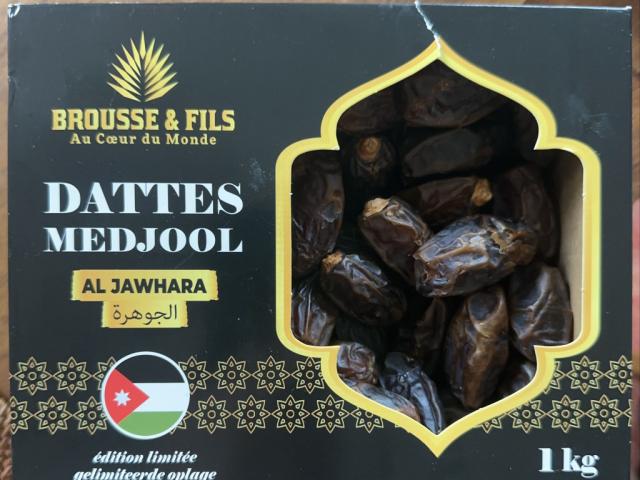 BROUSSE & FILS
Au Cœur du Monde
DATTES
MEDJOOL
AL JAWHARA
الجوهرة
édition limitée
gelimiteerde oplage
1 kg